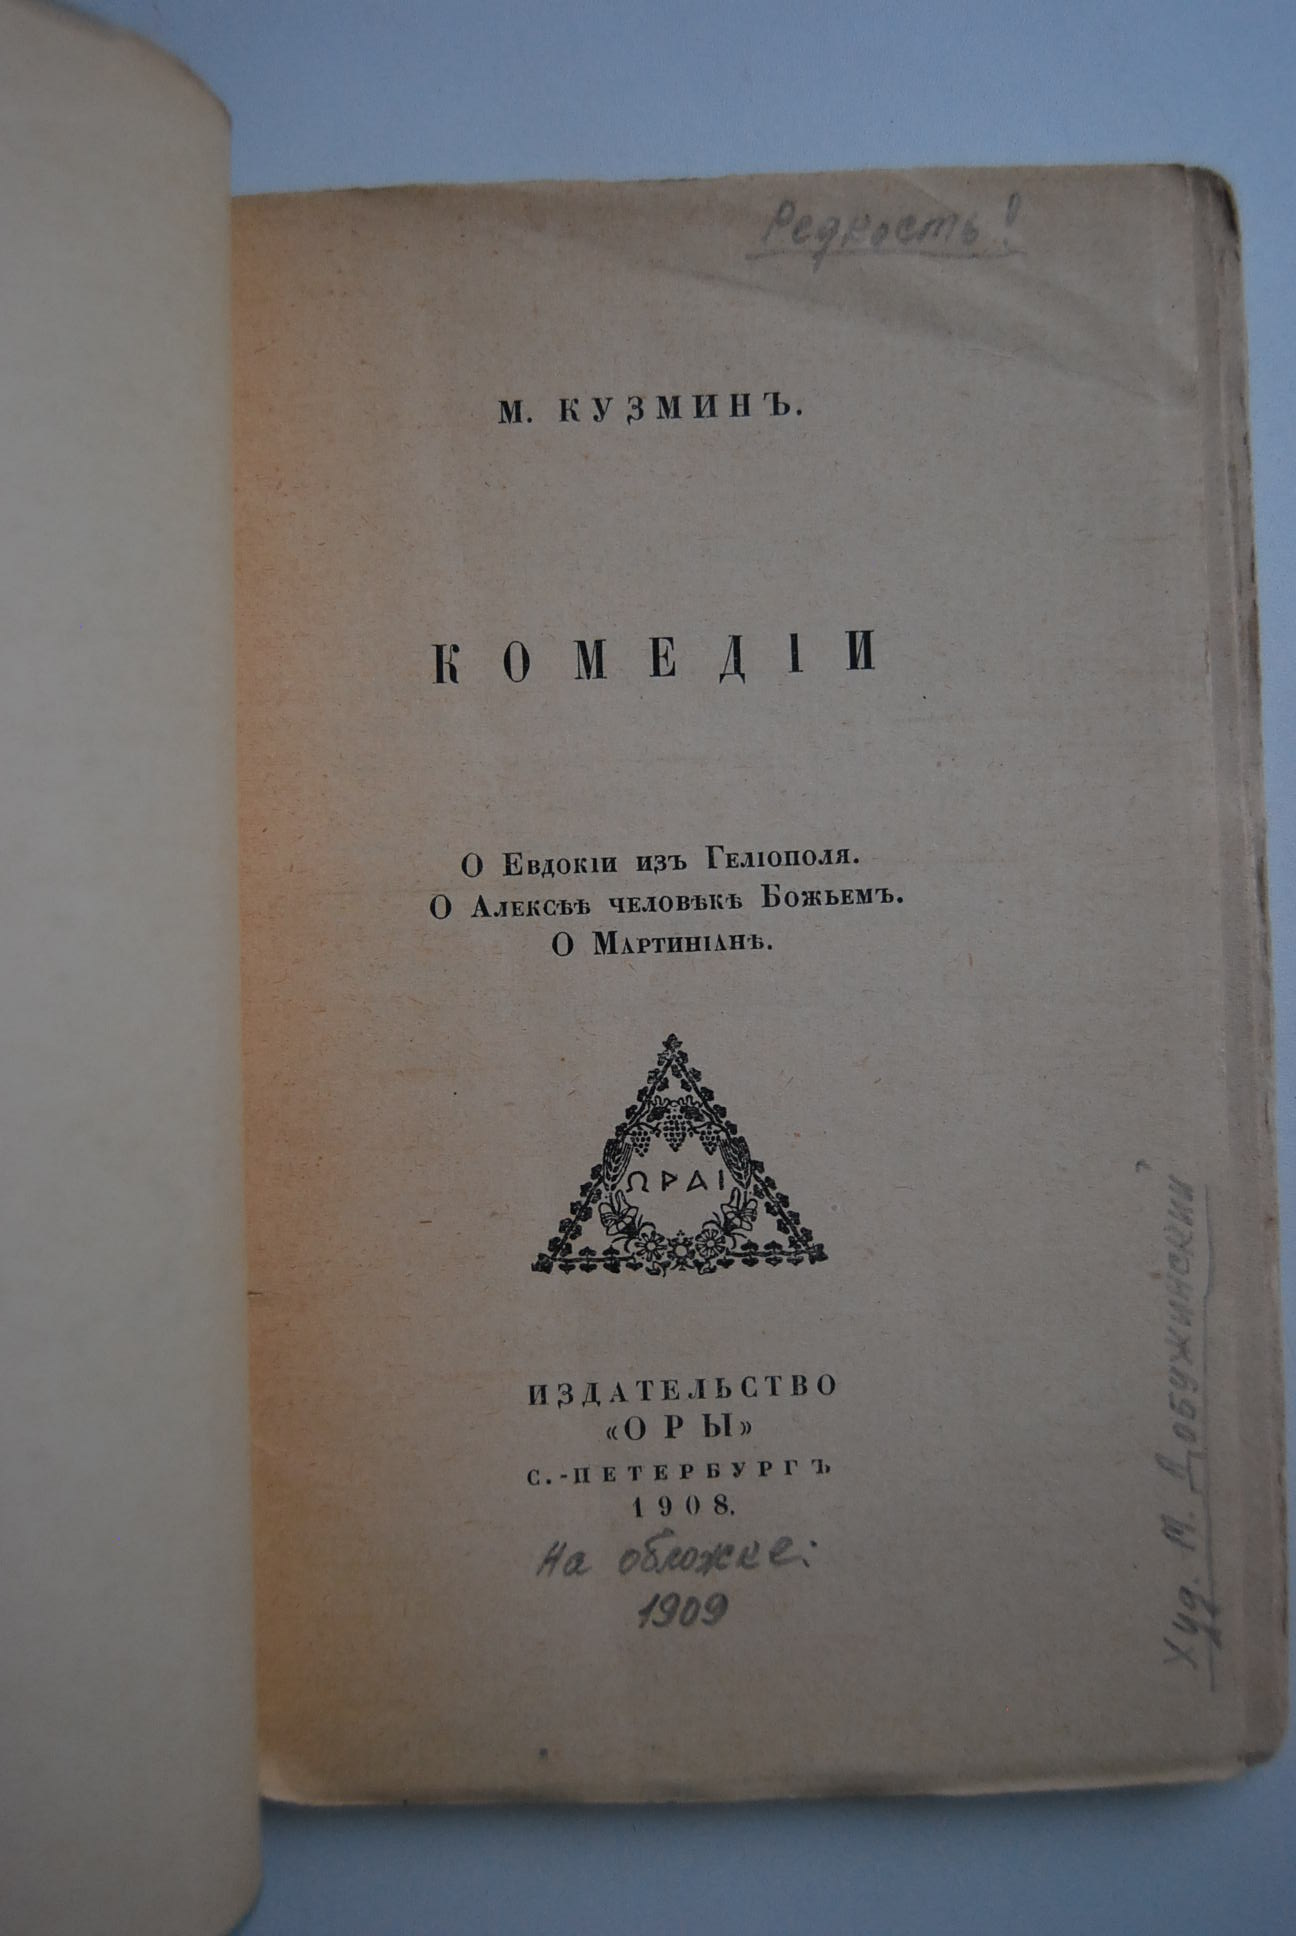 Редкость!
М. КУЗМИНЪ.
КОМЕДІИ
О Евдокіи изъ Геліополя.
О Алексѣѣ человѣкѣ Божьемъ.
О Мартиніанѣ.
ΩΡΑΙ
ИЗДАТЕЛЬСТВО
«ОРЫ»
С.-ПЕТЕРБУРГЪ
1908.
На обложке:
1909
Худ. М. Добужинский